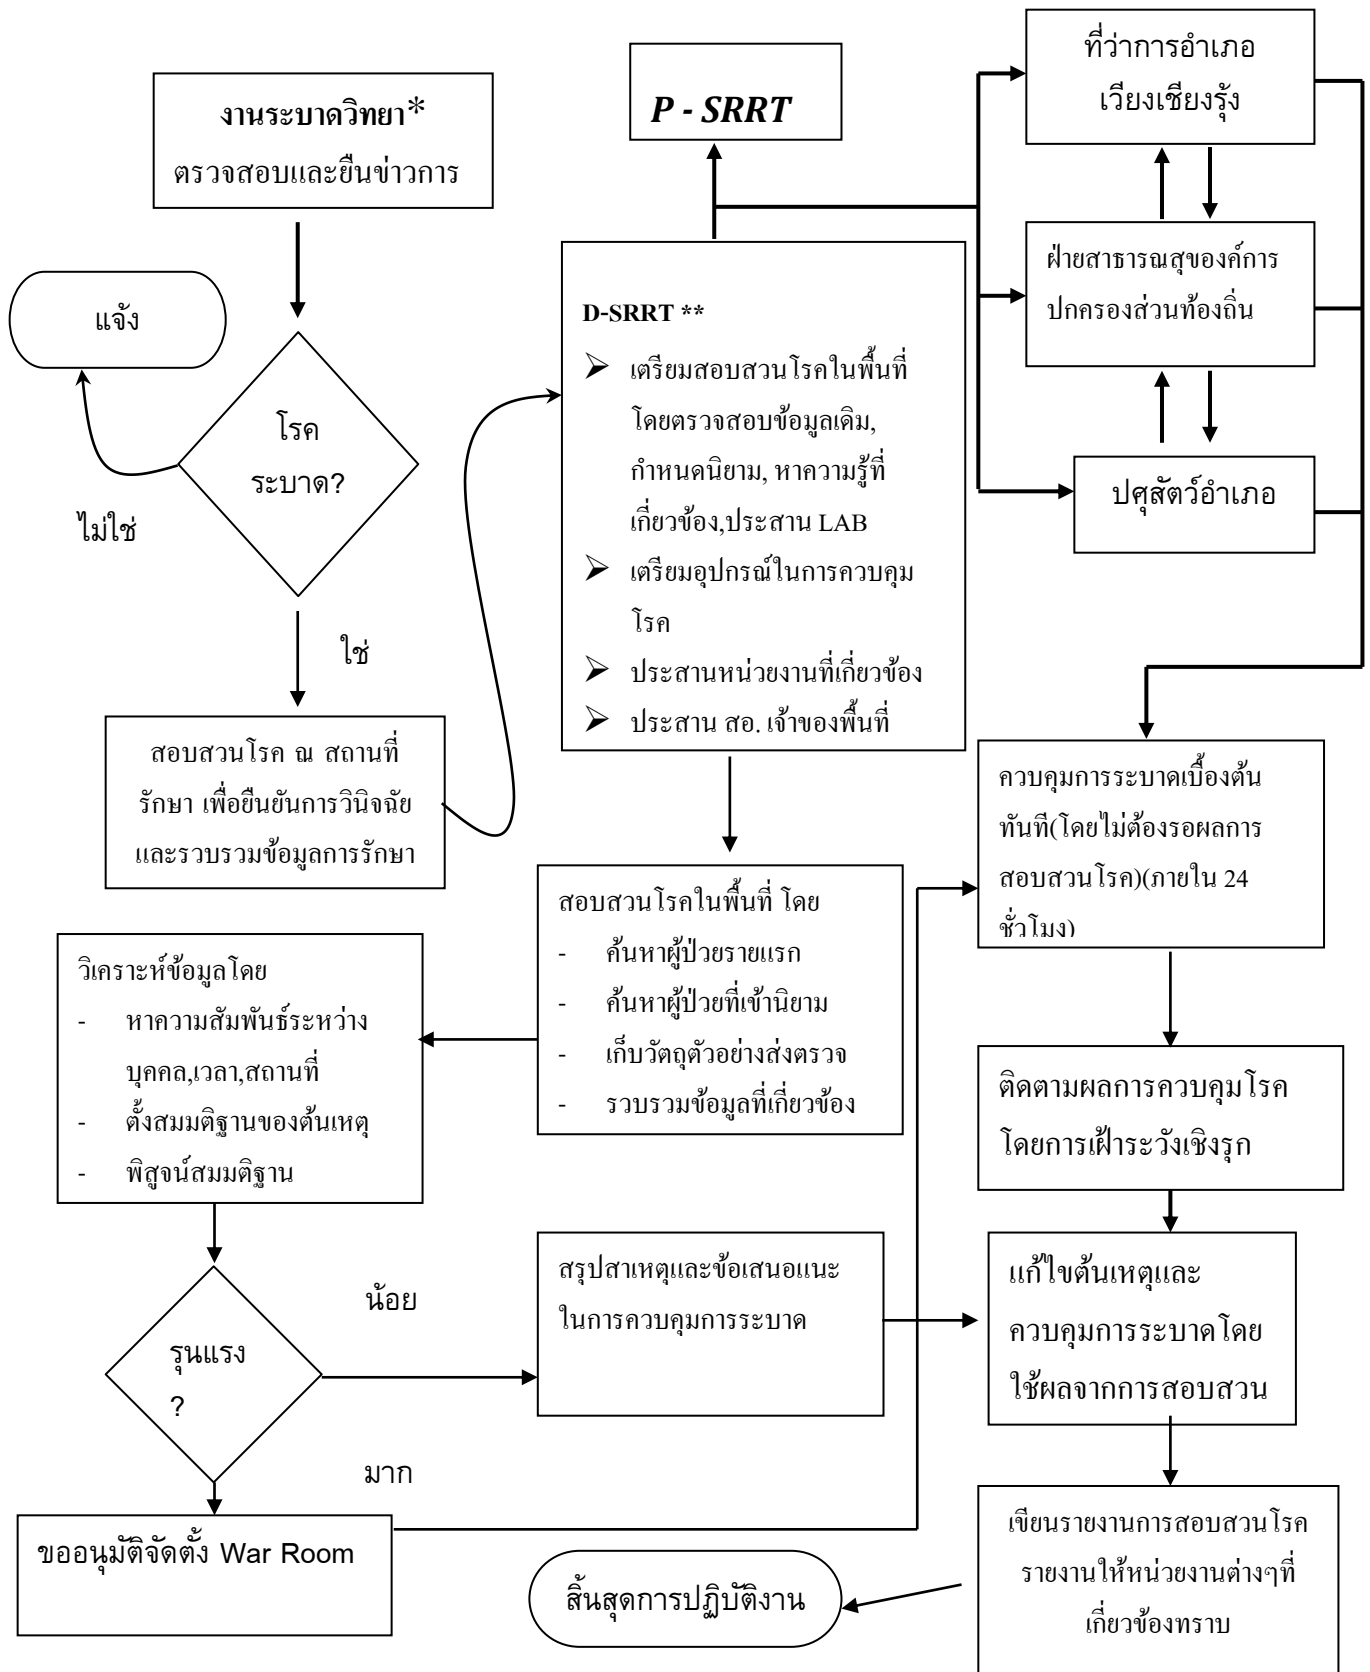 งานระบาดวิทยา*
ตรวจสอบและยืนข่าวการ
แจ้ง
โรค
ระบาด?
ไม่ใช่
ใช่
สอบสวนโรค ณ สถานที่
รักษา เพื่อยืนยันการวินิจฉัย
และรวบรวมข้อมูลการรักษา
P - SRRT
D-SRRT **
➢ เตรียมสอบสวนโรคในพื้นที่
โดยตรวจสอบข้อมูลเดิม,
กำหนดนิยาม, หาความรู้ที่
เกี่ยวข้อง,ประสาน LAB
➢ เตรียมอุปกรณ์ในการควบคุม
โรค
➢ ประสานหน่วยงานที่เกี่ยวข้อง
➢ ประสาน สอ. เจ้าของพื้นที่
ที่ว่าการอำเภอ
เวียงเชียงรุ้ง
ฝ่ายสาธารณสุของค์การ
ปกครองส่วนท้องถิ่น
ปศุสัตว์อำเภอ
สอบสวนโรคในพื้นที่ โดย
- ค้นหาผู้ป่วยรายแรก
- ค้นหาผู้ป่วยที่เข้านิยาม
- เก็บวัตถุตัวอย่างส่งตรวจ
- รวบรวมข้อมูลที่เกี่ยวข้อง
วิเคราะห์ข้อมูลโดย
- หาความสัมพันธ์ระหว่าง
บุคคล,เวลา,สถานที่
- ตั้งสมมติฐานของต้นเหตุ
- พิสูจน์สมมติฐาน
รุนแรง
?
น้อย
มาก
สรุปสาเหตุและข้อเสนอแนะ
ในการควบคุมการระบาด
ขออนุมัติจัดตั้ง War Room
ควบคุมการระบาดเบื้องต้น
ทันที(โดยไม่ต้องรอผลการ
สอบสวนโรค)(ภายใน 24
ชั่วโมง)
ติดตามผลการควบคุมโรค
โดยการเฝ้าระวังเชิงรุก
แก้ไขต้นเหตุและ
ควบคุมการระบาดโดย
ใช้ผลจากการสอบสวน
เขียนรายงานการสอบสวนโรค
รายงานให้หน่วยงานต่างๆที่
เกี่ยวข้องทราบ
สิ้นสุดการปฏิบัติงาน